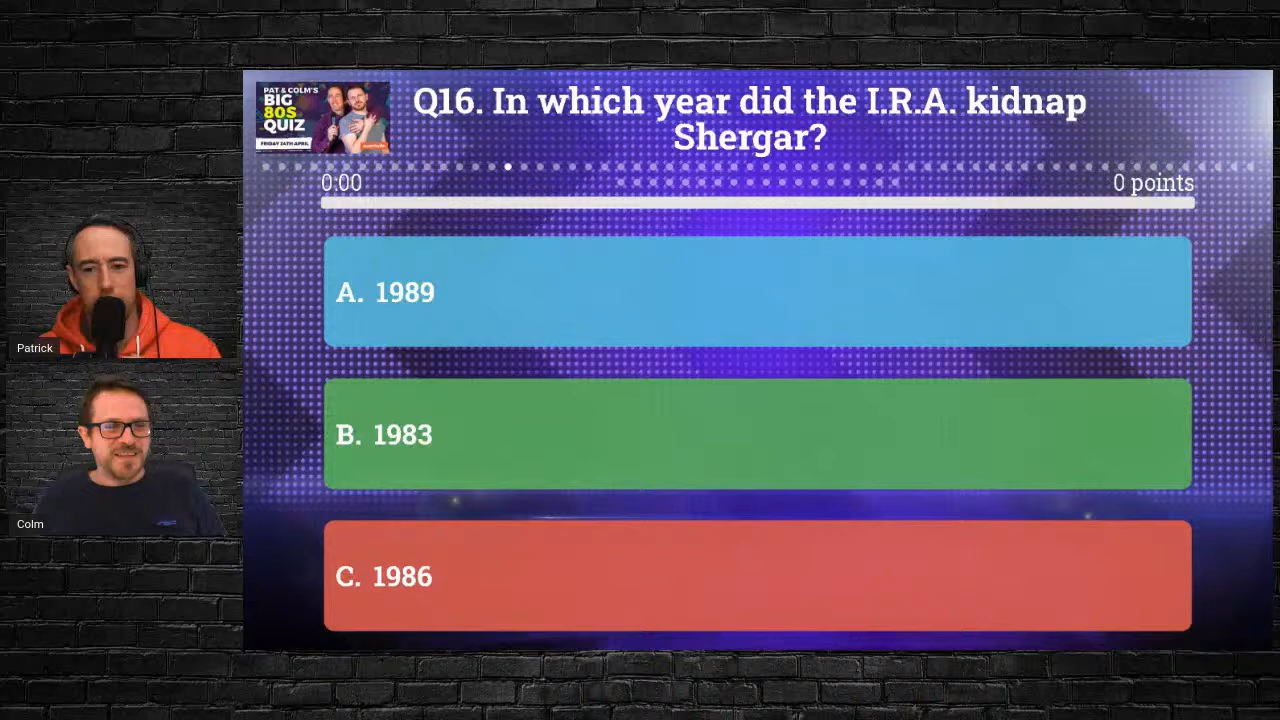 PAT & COLM'S
BIG
80S
QUIZ
FRIDAY 24TH APRIL
Q16. In which year did the I.R.A. kidnap
Shergar?
0:00
0 points
A. 1989
B. 1983
C. 1986
Patrick
Colm